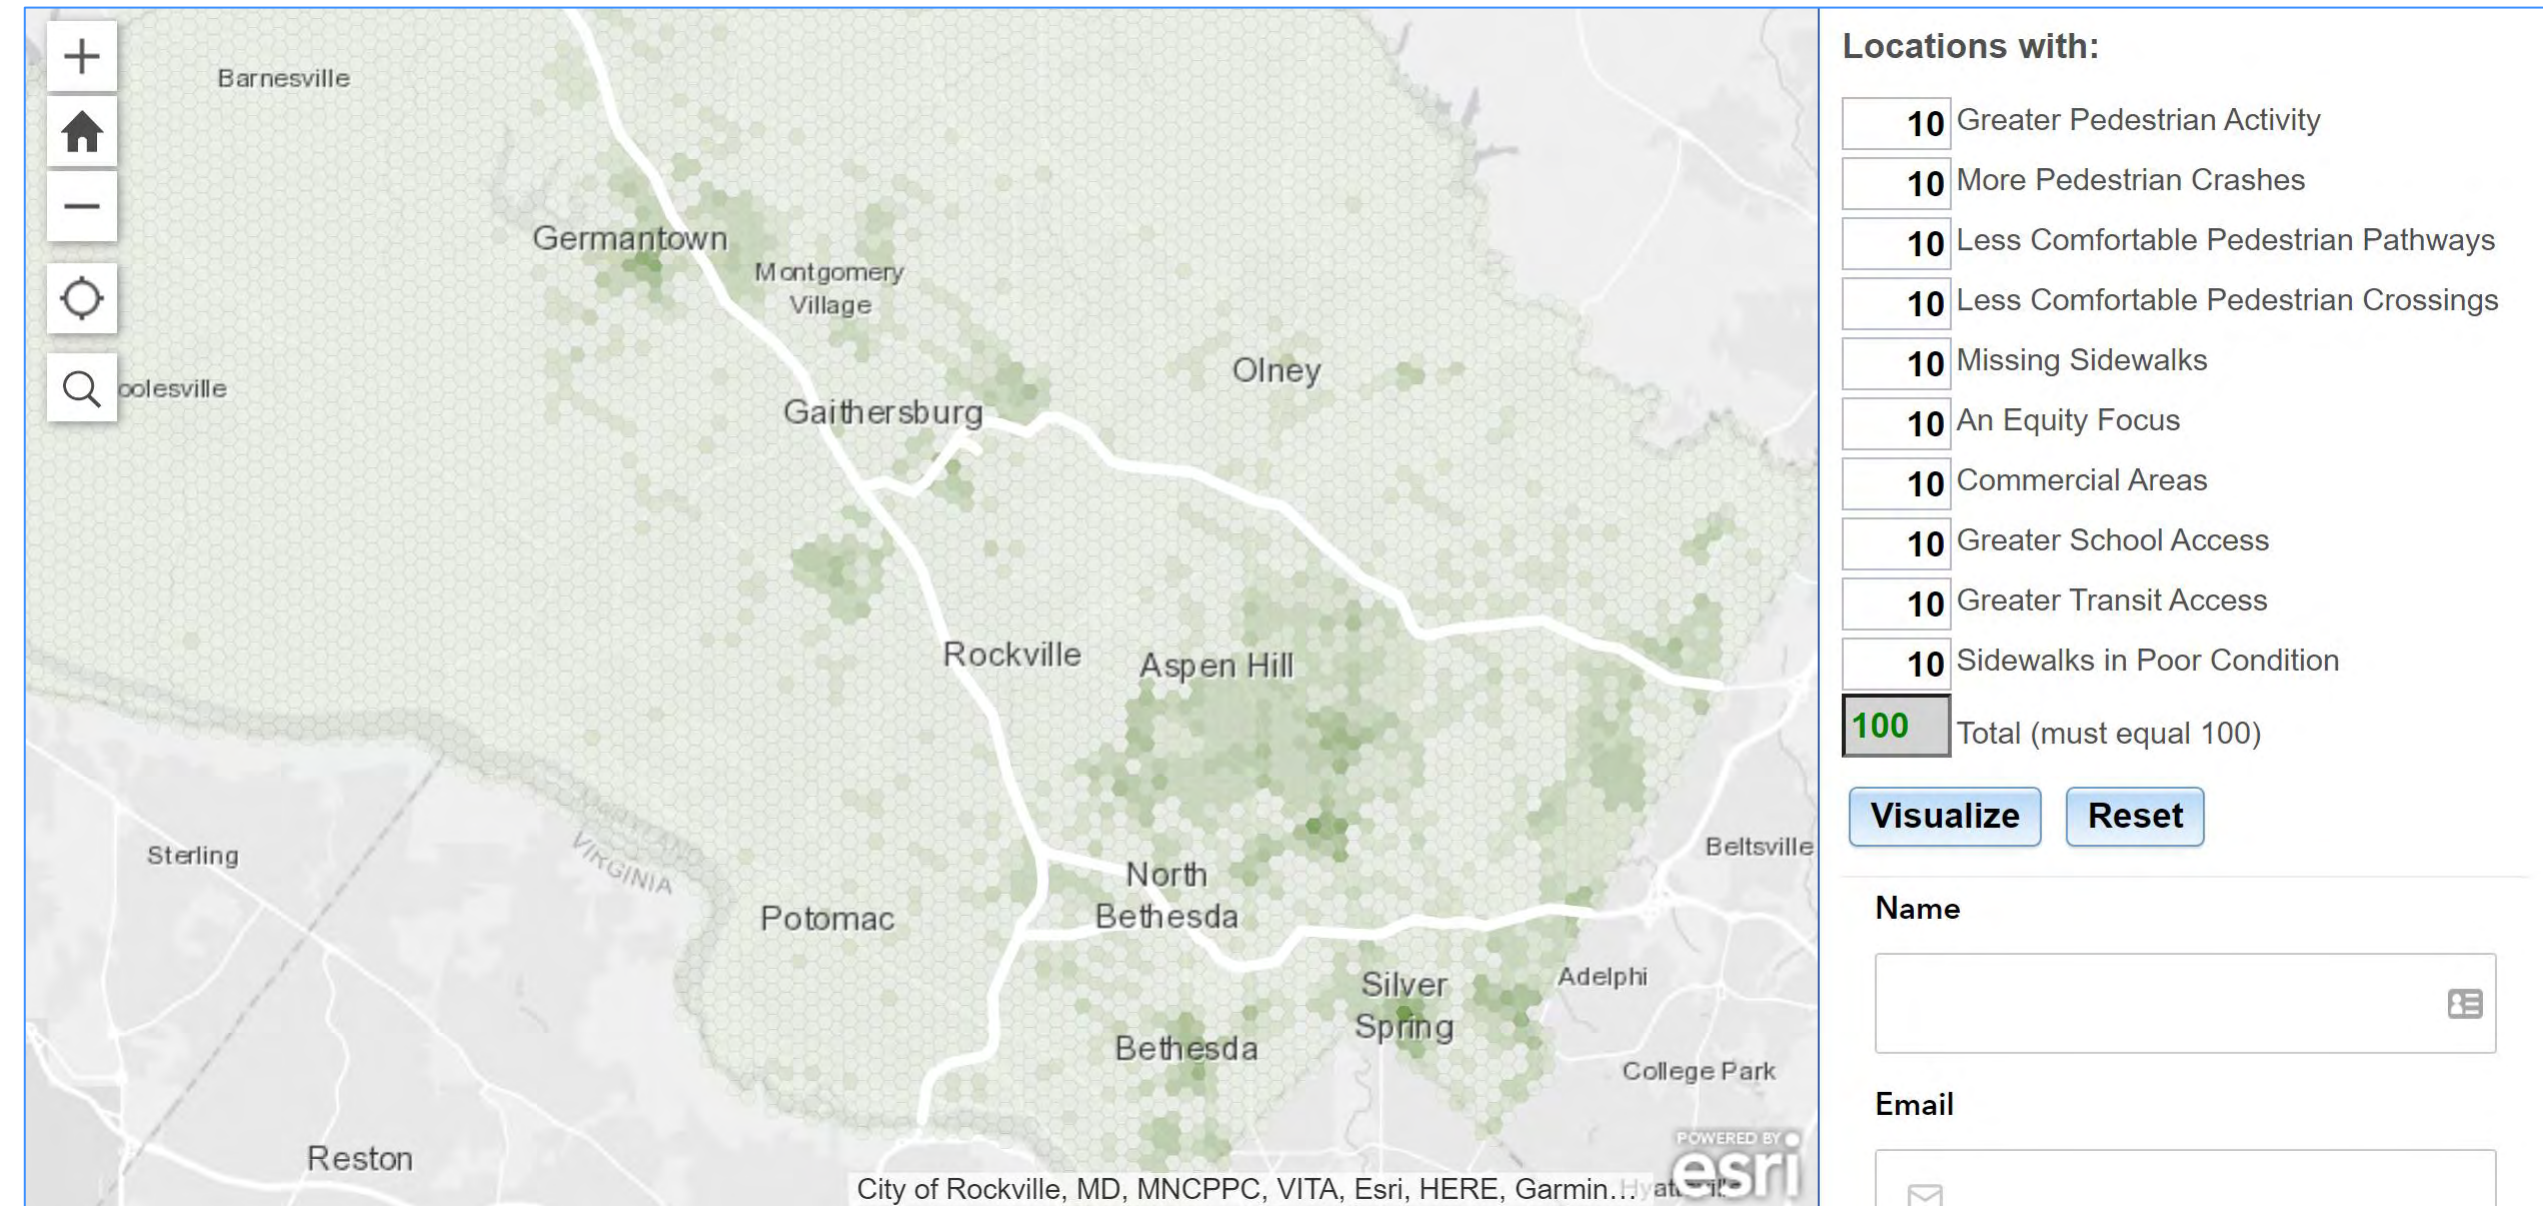 Barnesville
Germantown
Montgomery
Village
oolesville
Olney
Gaithersburg
Rockville
Aspen Hill
Sterling
VIRGINIA
Potomac
North
Bethesda
Beltsville
Silver
Spring
Adelphi
Bethesda
College Park
Reston
City of Rockville, MD, MNCPPC, VITA, Esri, HERE, Garmin...
POWERED BY
esri
Locations with:
10 Greater Pedestrian Activity
10 More Pedestrian Crashes
10 Less Comfortable Pedestrian Pathways
10 Less Comfortable Pedestrian Crossings
10 Missing Sidewalks
10 An Equity Focus
10 Commercial Areas
10 Greater School Access
10 Greater Transit Access
10 Sidewalks in Poor Condition
100 Total (must equal 100)
Visualize Reset
Name
Email